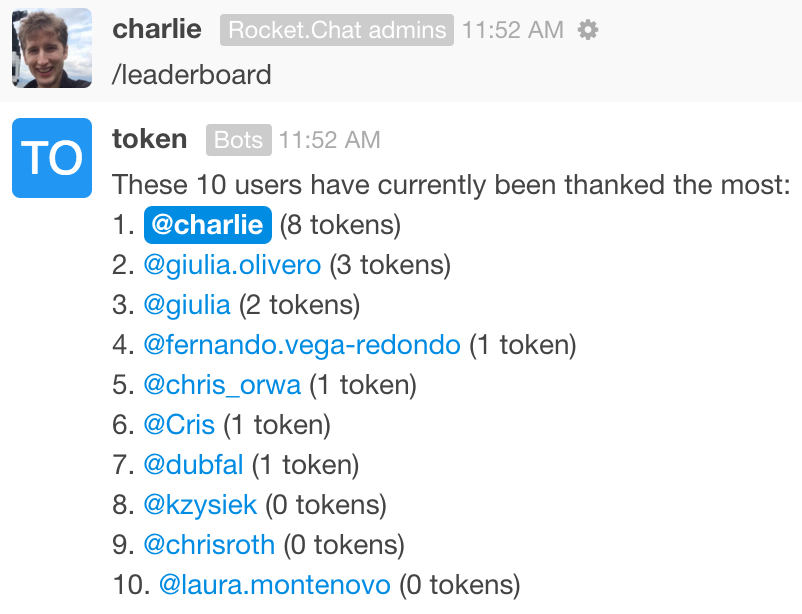 charlie Rocket.Chat admins 11:52 AM
/leaderboard
TO
token Bots 11:52 AM
These 10 users have currently been thanked the most:
1. @charlie (8 tokens)
2. @giulia.olivero (3 tokens)
3. @giulia (2 tokens)
4. @fernando.vega-redondo (1 token)
5. @chris_orwa (1 token)
6. @Cris (1 token)
7. @dubfal (1 token)
8. @kzysiek (0 tokens)
9. @chrisroth (0 tokens)
10. @laura.montenovo (0 tokens)